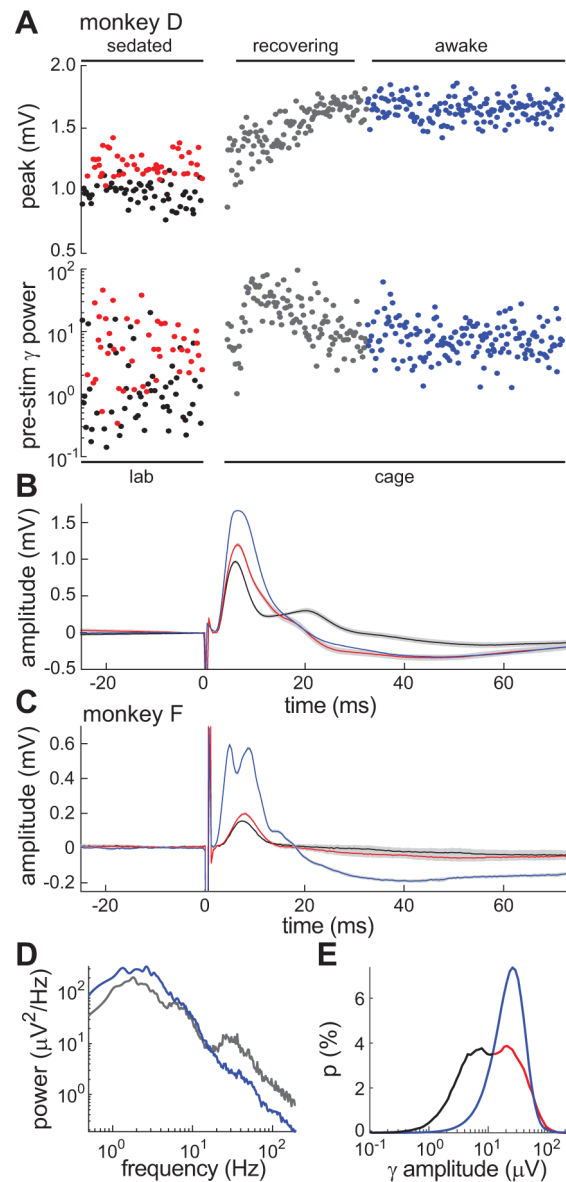 A monkey D
sedated recovering awake
2.0
1.5
1.0
0.5
peak (mV)
10²
10¹
10⁰
10⁻¹
pre-stim γ power
lab cage
B
1.5
1.0
0.5
0
-0.5
amplitude (mV)
-20 0 20 40 60
time (ms)
C monkey F
0.6
0.4
0.2
0
-0.2
amplitude (mV)
-20 0 20 40 60
time (ms)
D
10²
10¹
10⁰
power (μV²/Hz)
10⁰ 10¹ 10²
frequency (Hz)
E
6
4
2
0
p (%)
10⁻¹ 10⁰ 10¹ 10²
γ amplitude (μV)